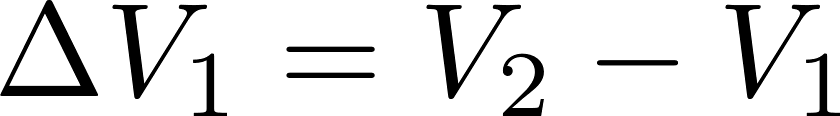 ΔV₁ = V₂ − V₁